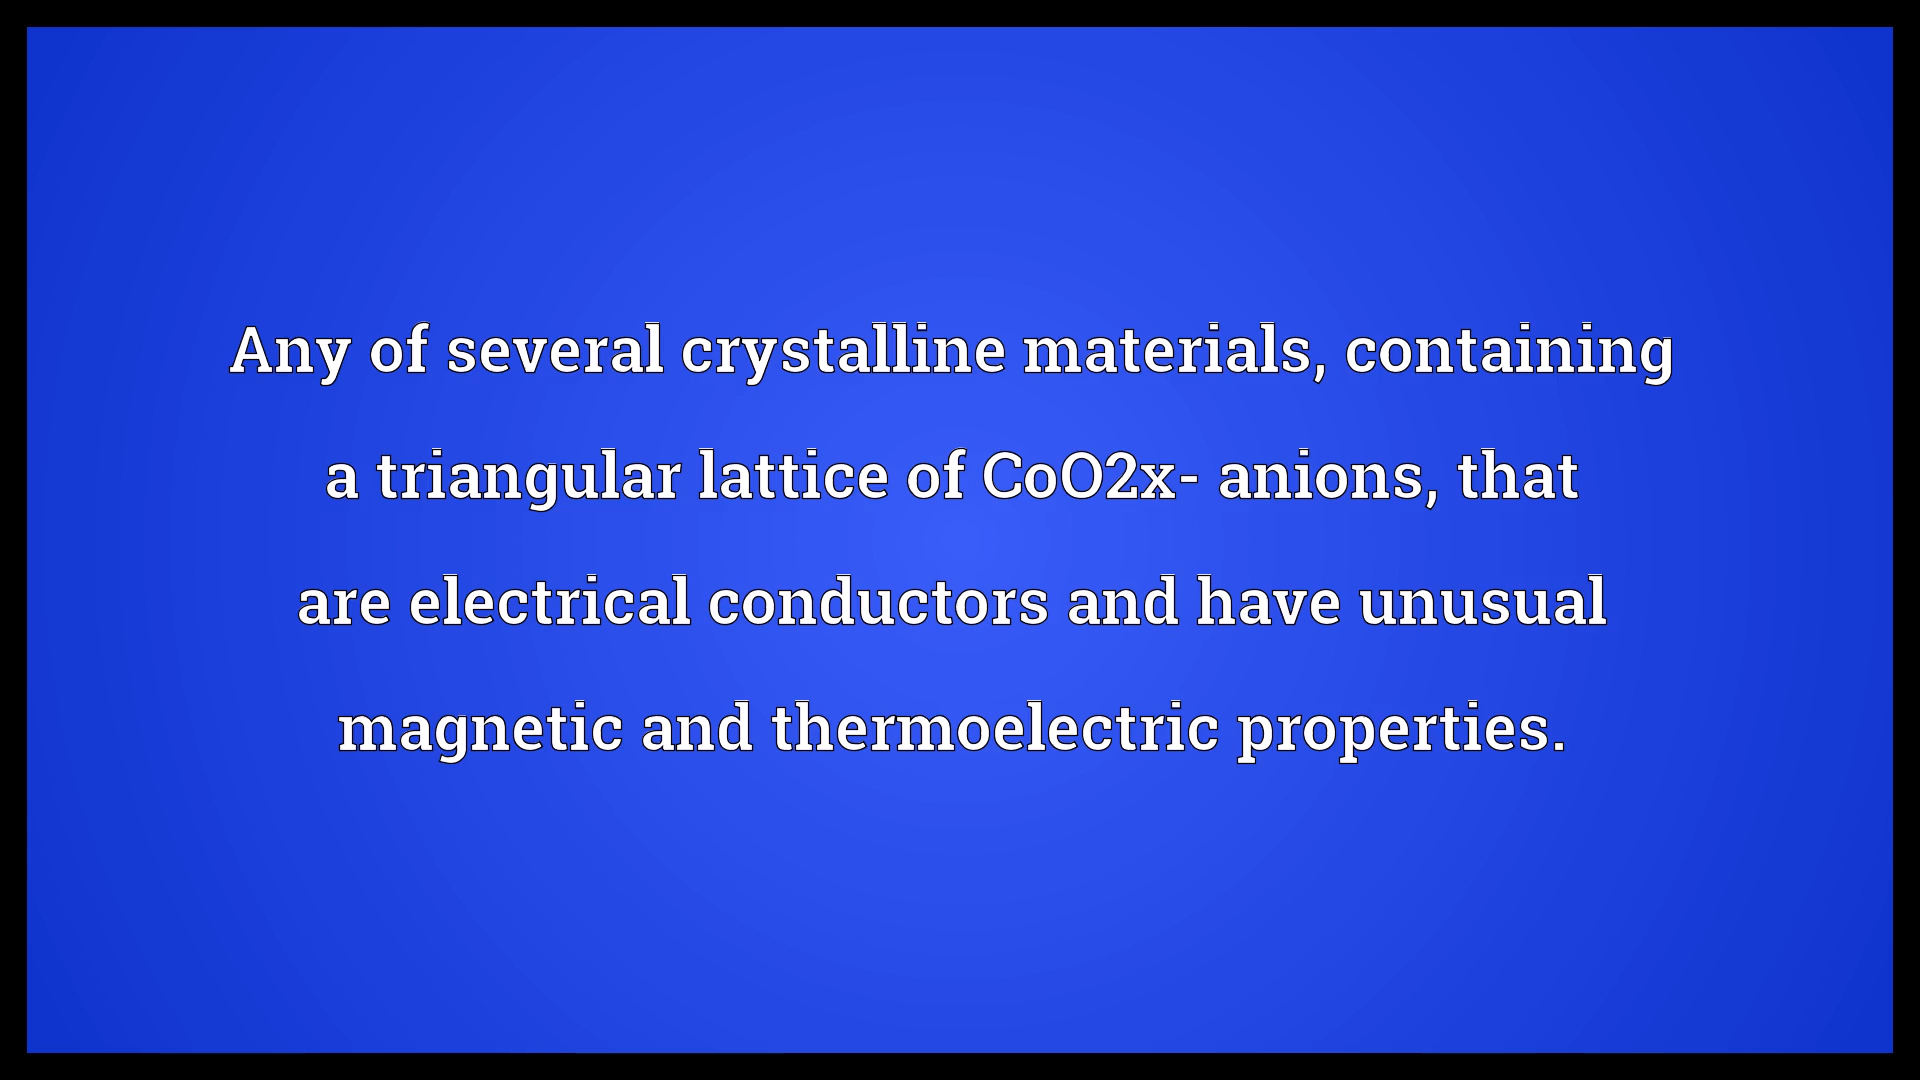 Any of several crystalline materials, containing
a triangular lattice of CoO2x- anions, that
are electrical conductors and have unusual
magnetic and thermoelectric properties.